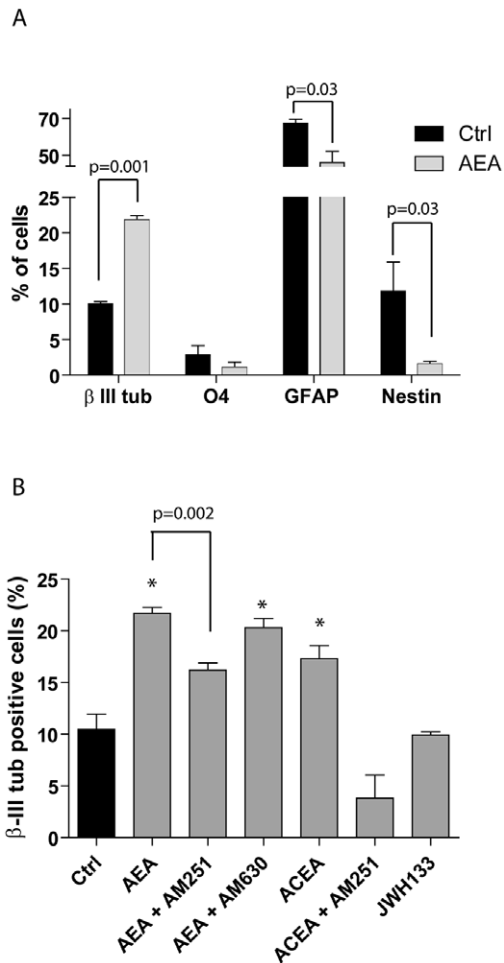 A
p=0.03
70
50
Ctrl
AEA
p=0.001
p=0.03
% of cells
25
20
15
10
5
0
β III tub
O4
GFAP
Nestin
B
p=0.002
β-III tub positive cells (%)
25
20
15
10
5
0
*
*
*
Ctrl
AEA
AEA + AM251
AEA + AM630
ACEA
ACEA + AM251
JWH133